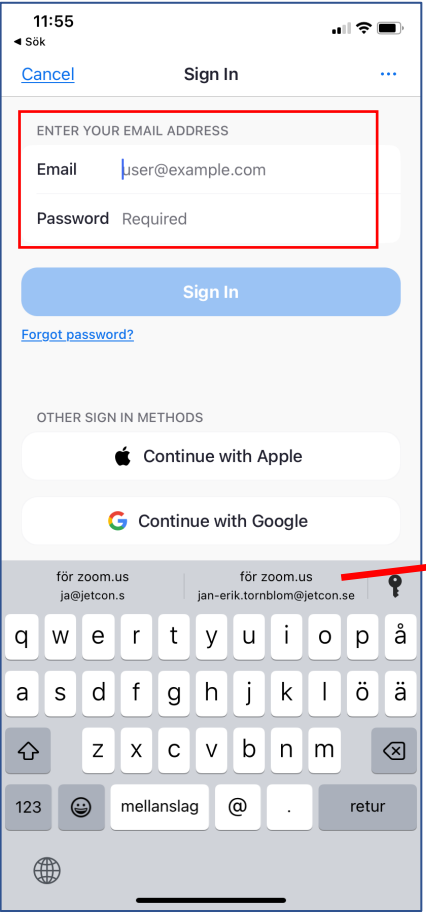 11:55
◀ Sök
Cancel Sign In ...
ENTER YOUR EMAIL ADDRESS
Email user@example.com
Password Required
Sign In
Forgot password?
OTHER SIGN IN METHODS
Continue with Apple
Continue with Google
för zoom.us för zoom.us
ja@jetcon.s jan-erik.tornblom@jetcon.se
q w e r t y u i o p å
a s d f g h j k l ö ä
z x c v b n m
123 mellanslag @ . retur